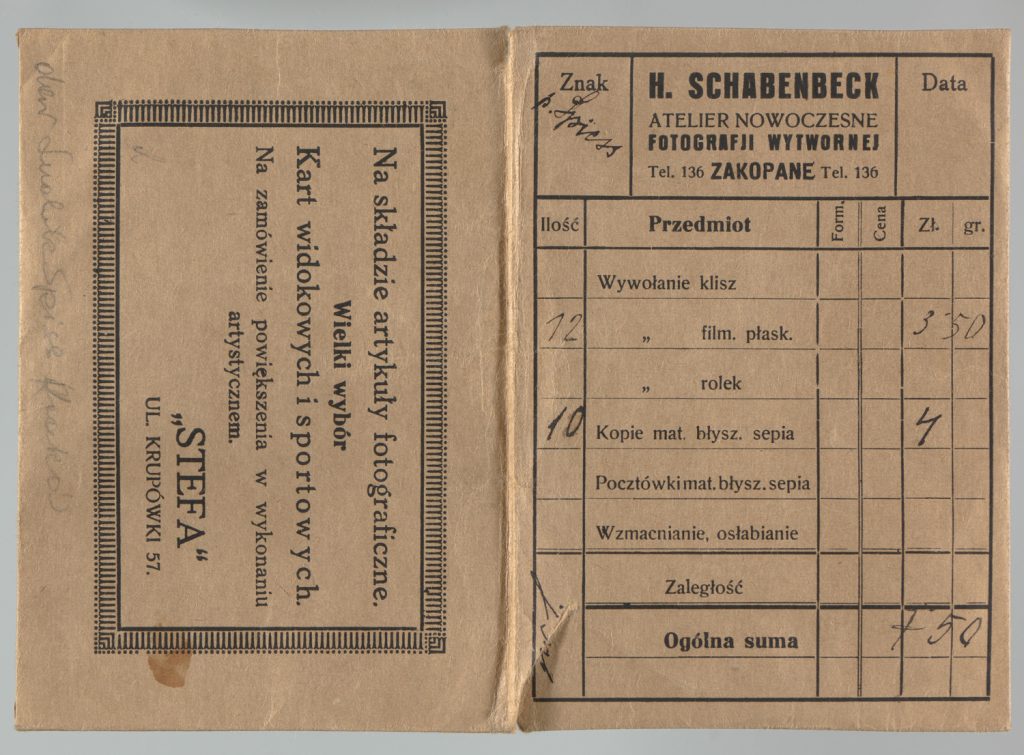 Na składzie artykuły fotograficzne.
Wielki wybór
Kart widokowych i sportowych.
Na zamówienie powiększenia w wykonaniu
artystycznem.
„STEFA“
UL. KRUPÓWKI 57.
Znak
p. Spiess
H. SCHABENBECK
ATELIER NOWOCZESNE
FOTOGRAFJI WYTWORNEJ
Tel. 136 ZAKOPANE Tel. 136
Data
Ilość Przedmiot Form. Cena Zł. gr.
Wywołanie klisz
12 „ film. płask. 3 50
„ rolek
10 Kopie mat. błysz. sepia 4
Pocztówki mat. błysz. sepia
Wzmacnianie, osłabianie
Zaległość
Ogólna suma 7 50